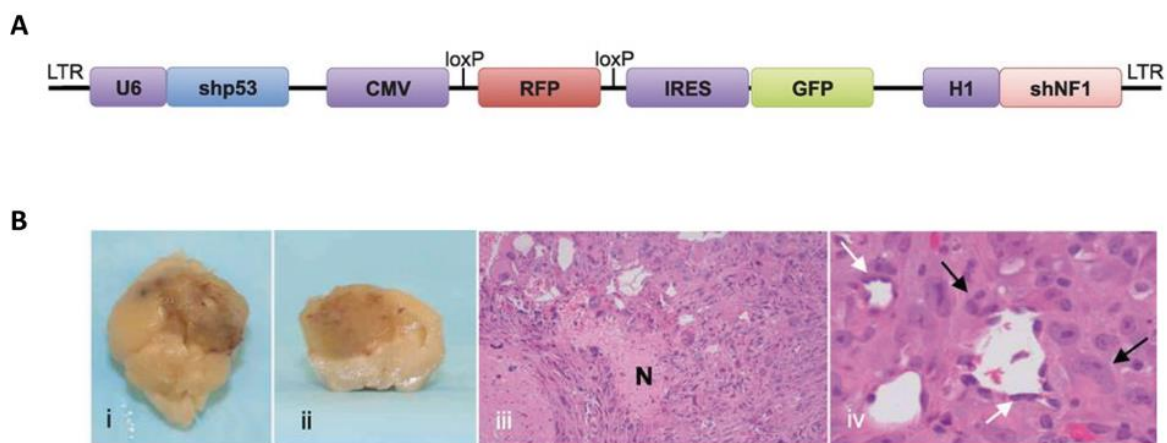 A
LTR U6 shp53 CMV loxP RFP loxP IRES GFP H1 shNF1 LTR
B
i ii iii N iv